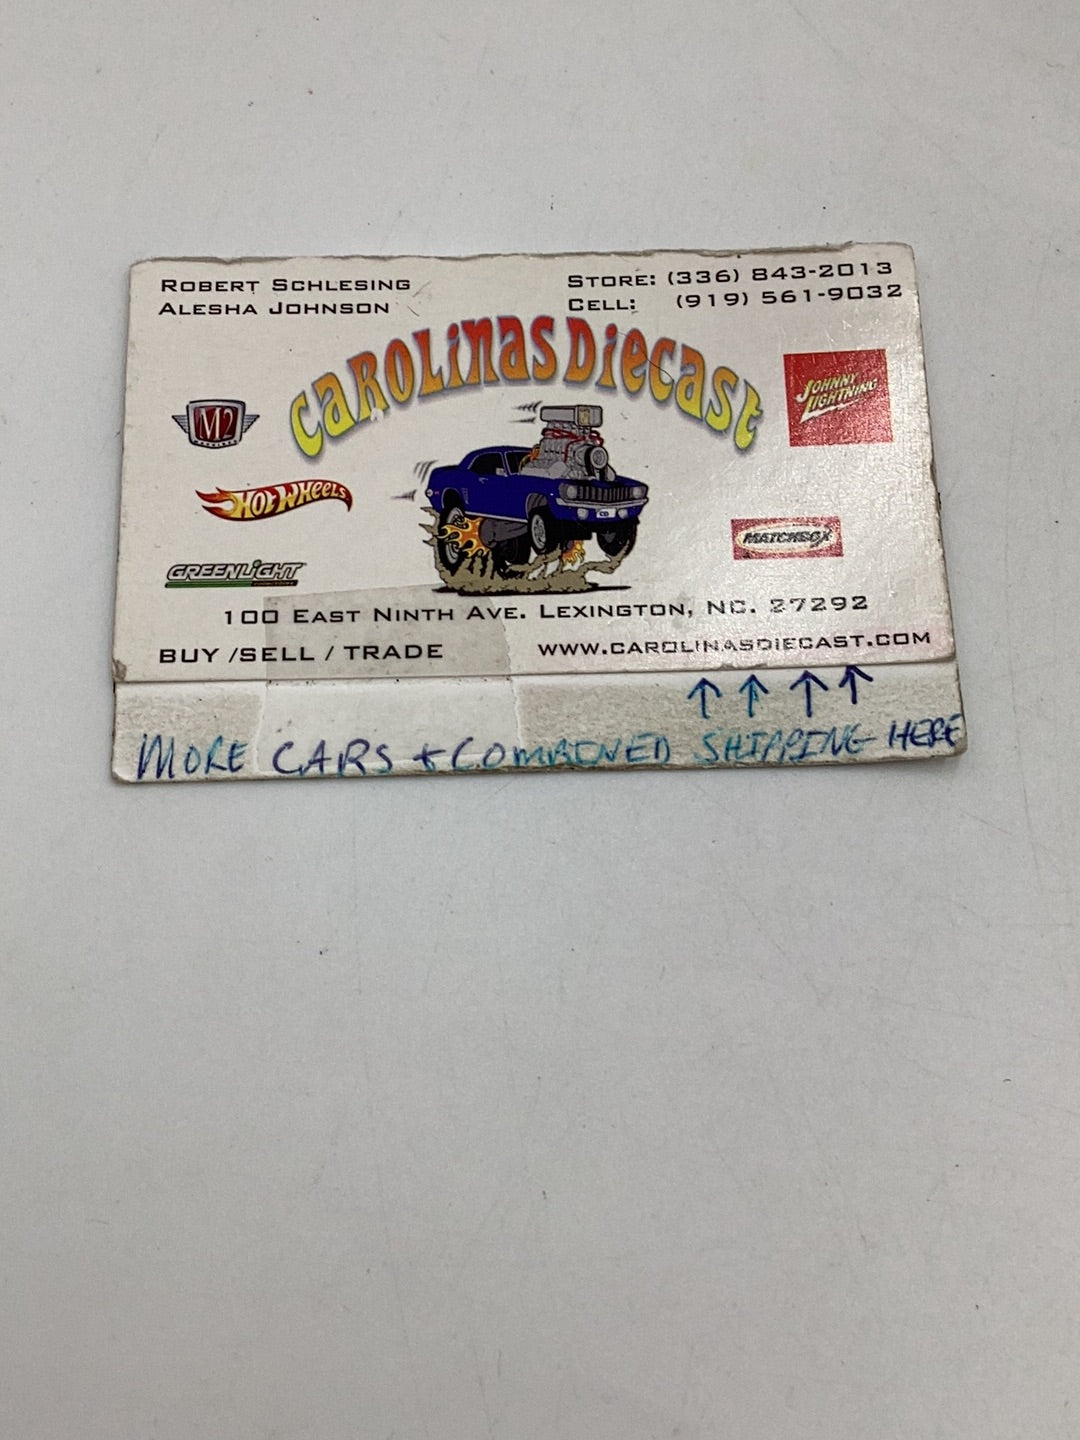 ROBERT SCHLESING
ALESHA JOHNSON
STORE: (336) 843-2013
CELL: (919) 561-9032
CAROLINAS DIECAST
M2
MACHINES
JOHNNY
LIGHTNING
HOT WHEELS
MATCHBOX
GREENLIGHT
100 EAST NINTH AVE. LEXINGTON, NC. 27292
BUY /SELL / TRADE
WWW.CAROLINASDIECAST.COM
↑ ↑ ↑ ↑
MORE CARS + COMBINED SHIPPING HERE